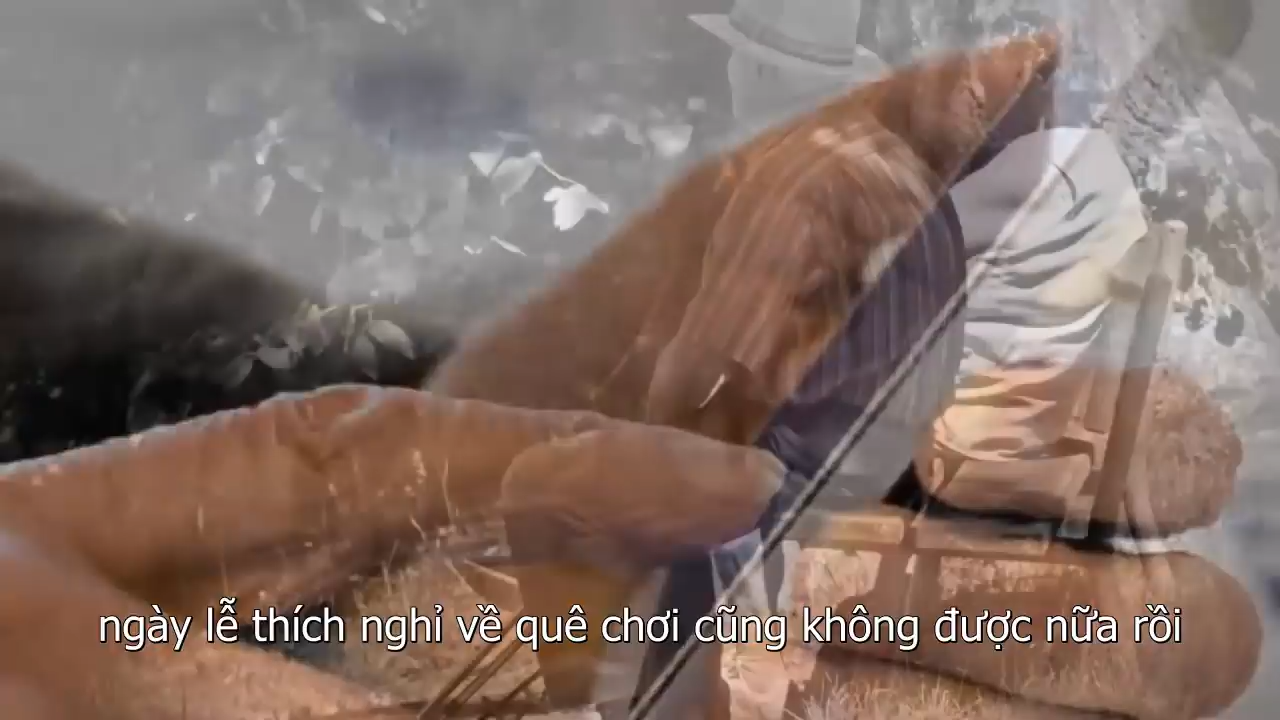 ngày lễ thích nghỉ về quê chơi cũng không được nữa rồi